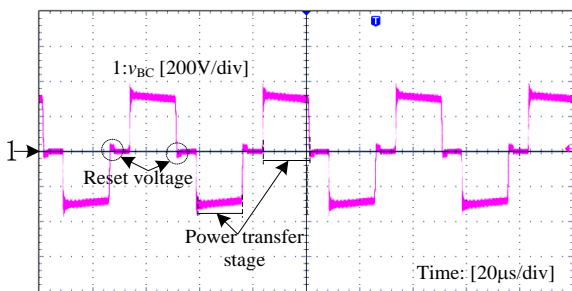 T
1:vBC [200V/div]
1
Reset voltage
Power transfer
stage
Time: [20μs/div]